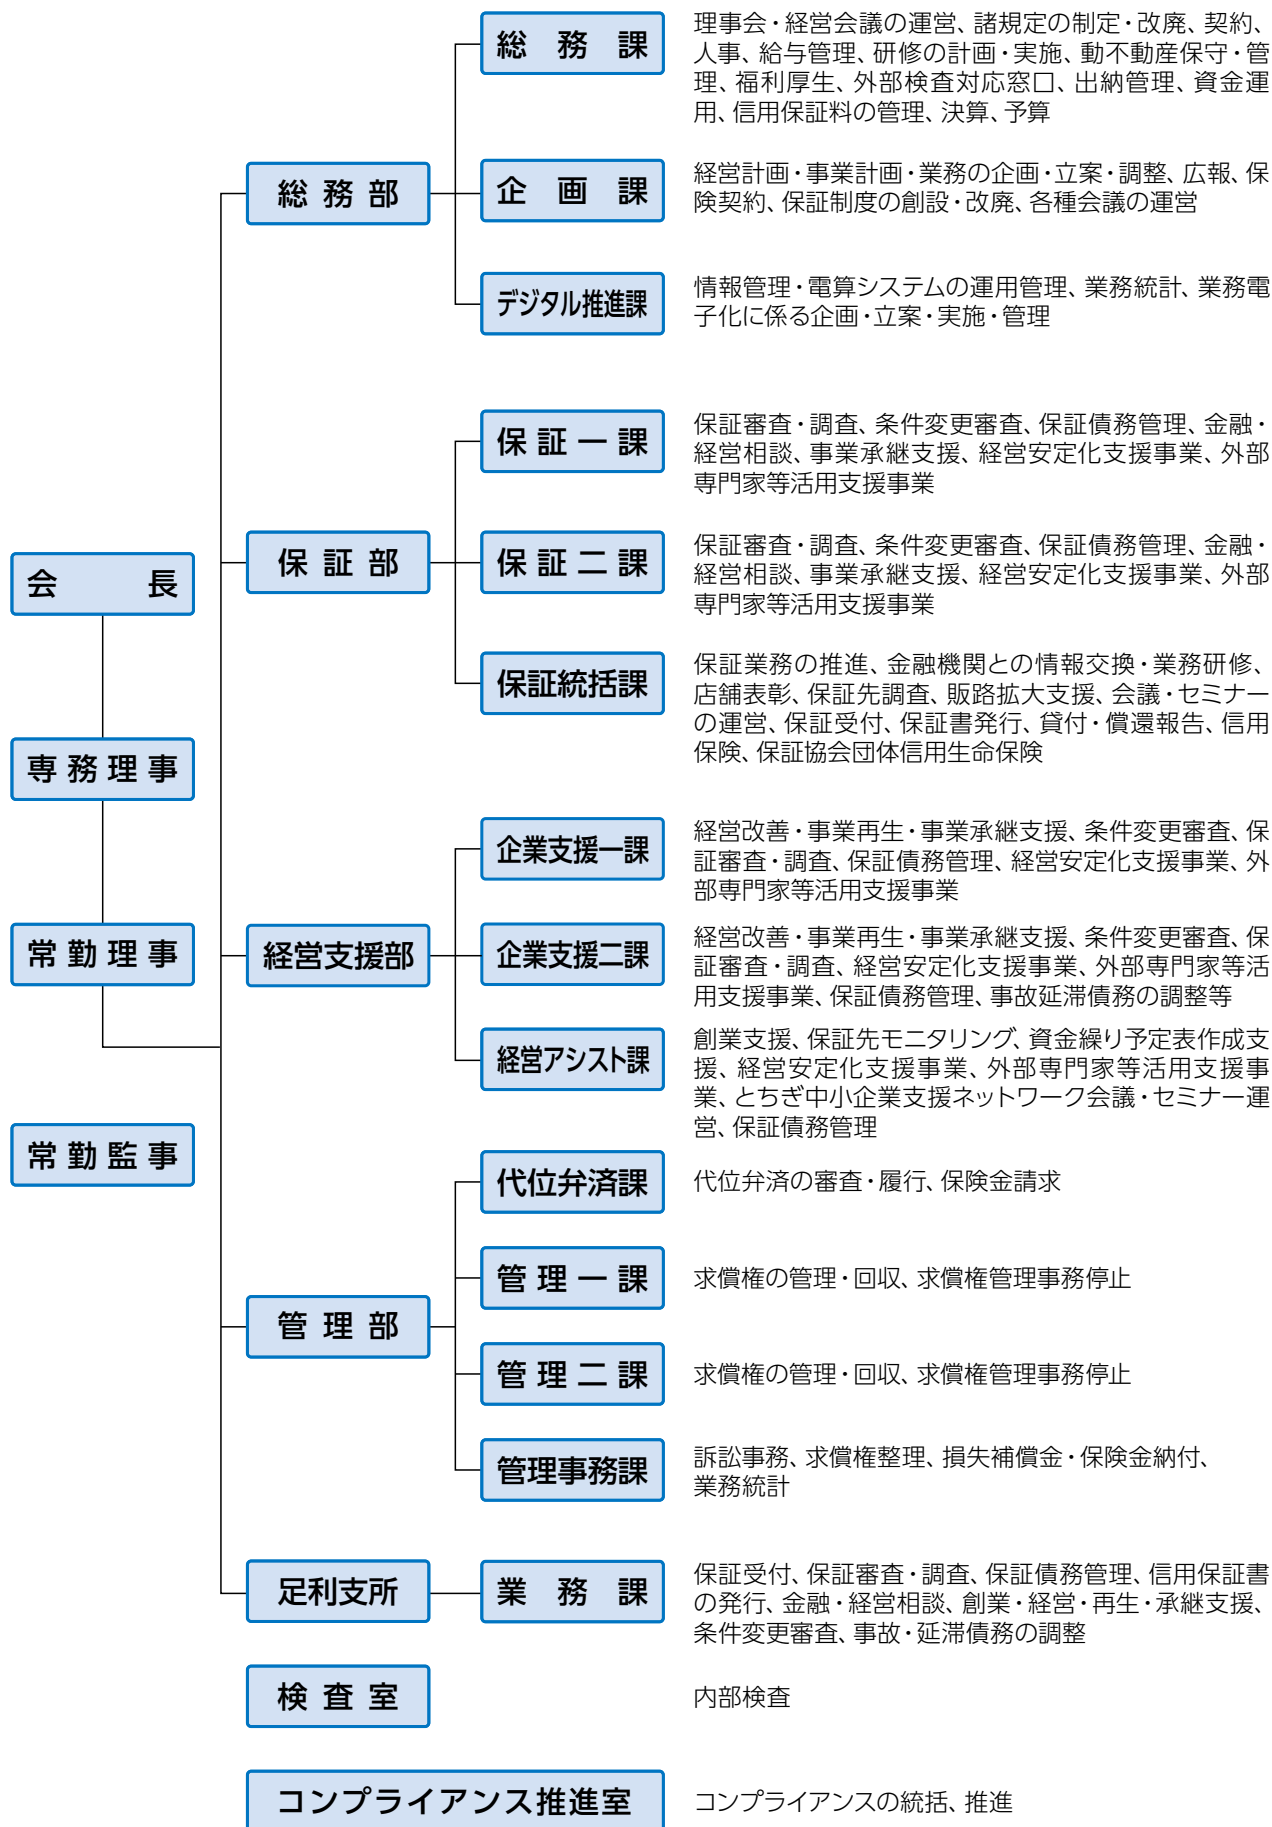 総務課
理事会・経営会議の運営、諸規定の制定・改廃、契約、
人事、給与管理、研修の計画・実施、動不動産保守・管
理、福利厚生、外部検査対応窓口、出納管理、資金運
用、信用保証料の管理、決算、予算
総務部
企画課
経営計画・事業計画・業務の企画・立案・調整、広報、保
険契約、保証制度の創設・改廃、各種会議の運営
デジタル推進課
情報管理・電算システムの運用管理、業務統計、業務電
子化に係る企画・立案・実施・管理
保証一課
保証審査・調査、条件変更審査、保証債務管理、金融・
経営相談、事業承継支援、経営安定化支援事業、外部
専門家等活用支援事業
会長
保証部
保証二課
保証審査・調査、条件変更審査、保証債務管理、金融・
経営相談、事業承継支援、経営安定化支援事業、外部
専門家等活用支援事業
保証統括課
保証業務の推進、金融機関との情報交換・業務研修、
店舗表彰、保証先調査、販路拡大支援、会議・セミナー
の運営、保証受付、保証書発行、貸付・償還報告、信用
保険、保証協会団体信用生命保険
専務理事
企業支援一課
経営改善・事業再生・事業承継支援、条件変更審査、保
証審査・調査、保証債務管理、経営安定化支援事業、外
部専門家等活用支援事業
常勤理事
経営支援部
企業支援二課
経営改善・事業再生・事業承継支援、条件変更審査、保
証審査・調査、経営安定化支援事業、外部専門家等活
用支援事業、保証債務管理、事故延滞債務の調整等
経営アシスト課
創業支援、保証先モニタリング、資金繰り予定表作成支
援、経営安定化支援事業、外部専門家等活用支援事
業、とちぎ中小企業支援ネットワーク会議・セミナー運
営、保証債務管理
常勤監事
代位弁済課
代位弁済の審査・履行、保険金請求
管理一課
求償権の管理・回収、求償権管理事務停止
管理部
管理二課
求償権の管理・回収、求償権管理事務停止
管理事務課
訴訟事務、求償権整理、損失補償金・保険金納付、
業務統計
足利支所
業務課
保証受付、保証審査・調査、保証債務管理、信用保証書
の発行、金融・経営相談、創業・経営・再生・承継支援、
条件変更審査、事故・延滞債務の調整
検査室
内部検査
コンプライアンス推進室
コンプライアンスの統括、推進